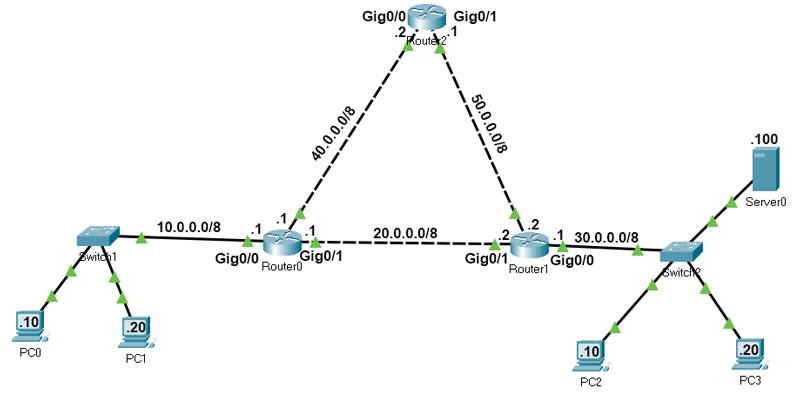 Gig0/0
Gig0/1
.2
.1
Router2
40.0.0.0/8
50.0.0.0/8
.100
Server0
10.0.0.0/8
.1
.1
.1
20.0.0.0/8
.2
.2
.1
30.0.0.0/8
Switch1
Gig0/0
Router0
Gig0/1
Gig0/1
Router1
Gig0/0
Switch2
.10
PC0
.20
PC1
.10
PC2
.20
PC3